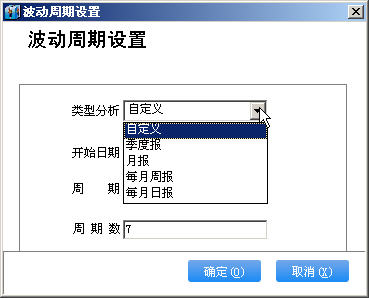 波动周期设置
波动周期设置
类型分析 自定义
自定义
开始日期 季度报
月报
周 期 每月周报
每月日报
周 期 数 7
确定(O) 取消(X)